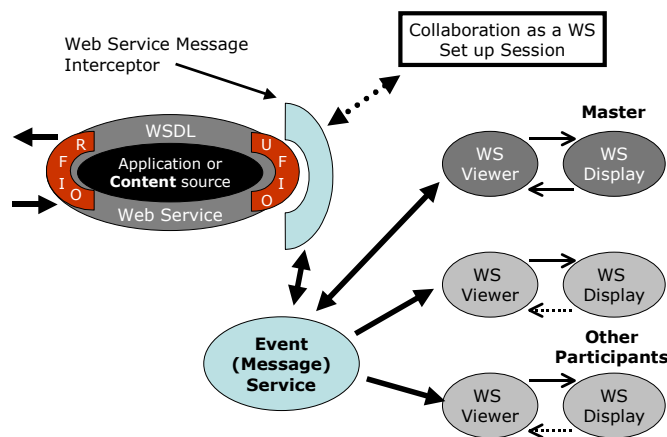 Web Service Message
Interceptor
Collaboration as a WS
Set up Session
WSDL
R
F
I
O
Application or
Content source
U
F
I
O
Web Service
Master
WS
Viewer
WS
Display
WS
Viewer
WS
Display
Event
(Message)
Service
Other
Participants
WS
Viewer
WS
Display